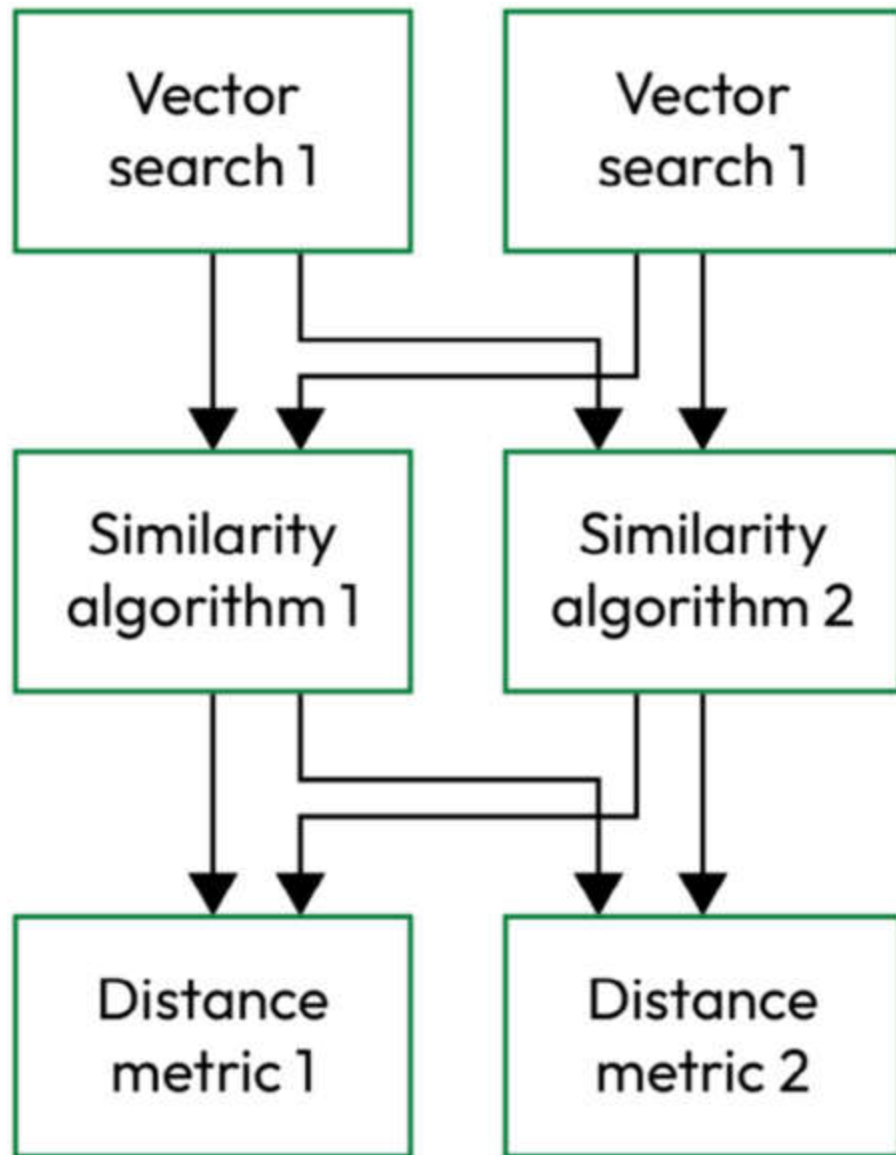 Vector
search 1
Vector
search 1
Similarity
algorithm 1
Similarity
algorithm 2
Distance
metric 1
Distance
metric 2